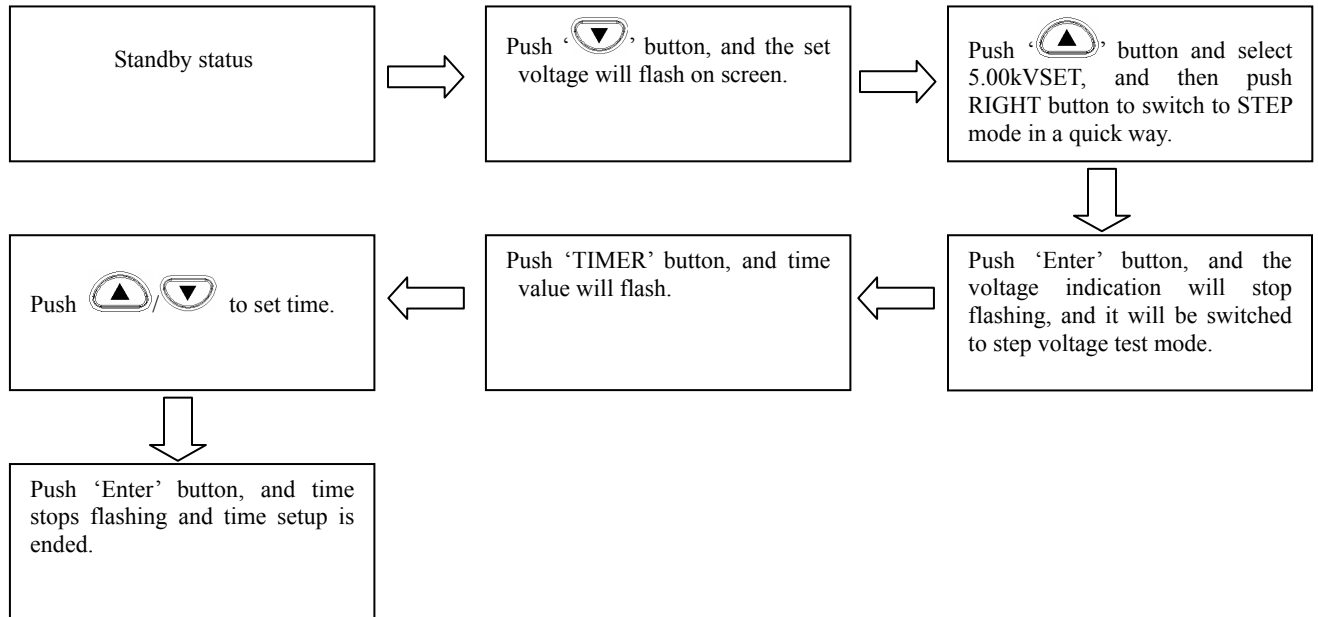 Standby status
Push ‘▼’ button, and the set
voltage will flash on screen.
Push ‘▲’ button and select
5.00kVSET, and then push
RIGHT button to switch to STEP
mode in a quick way.
Push ‘Enter’ button, and the
voltage indication will stop
flashing, and it will be switched
to step voltage test mode.
Push ‘TIMER’ button, and time
value will flash.
Push ▲/▼ to set time.
Push ‘Enter’ button, and time
stops flashing and time setup is
ended.